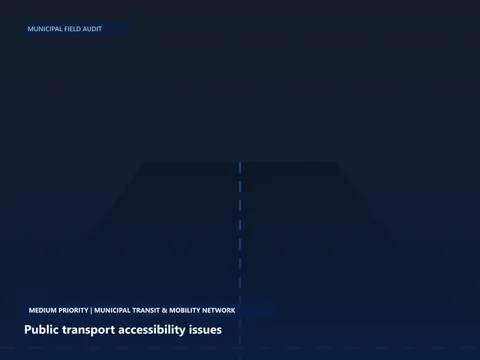 MUNICIPAL FIELD AUDIT
MEDIUM PRIORITY | MUNICIPAL TRANSIT & MOBILITY NETWORK
Public transport accessibility issues